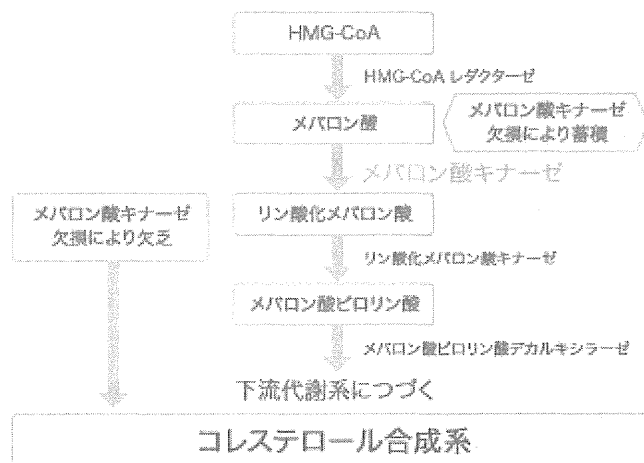 HMG-CoA
HMG-CoA レダクターゼ
メバロン酸
メバロン酸キナーゼ
欠損により蓄積
メバロン酸キナーゼ
メバロン酸キナーゼ
欠損により欠乏
リン酸化メバロン酸
リン酸化メバロン酸キナーゼ
メバロン酸ピロリン酸
メバロン酸ピロリン酸デカルキシラーゼ
下流代謝系につづく
コレステロール合成系